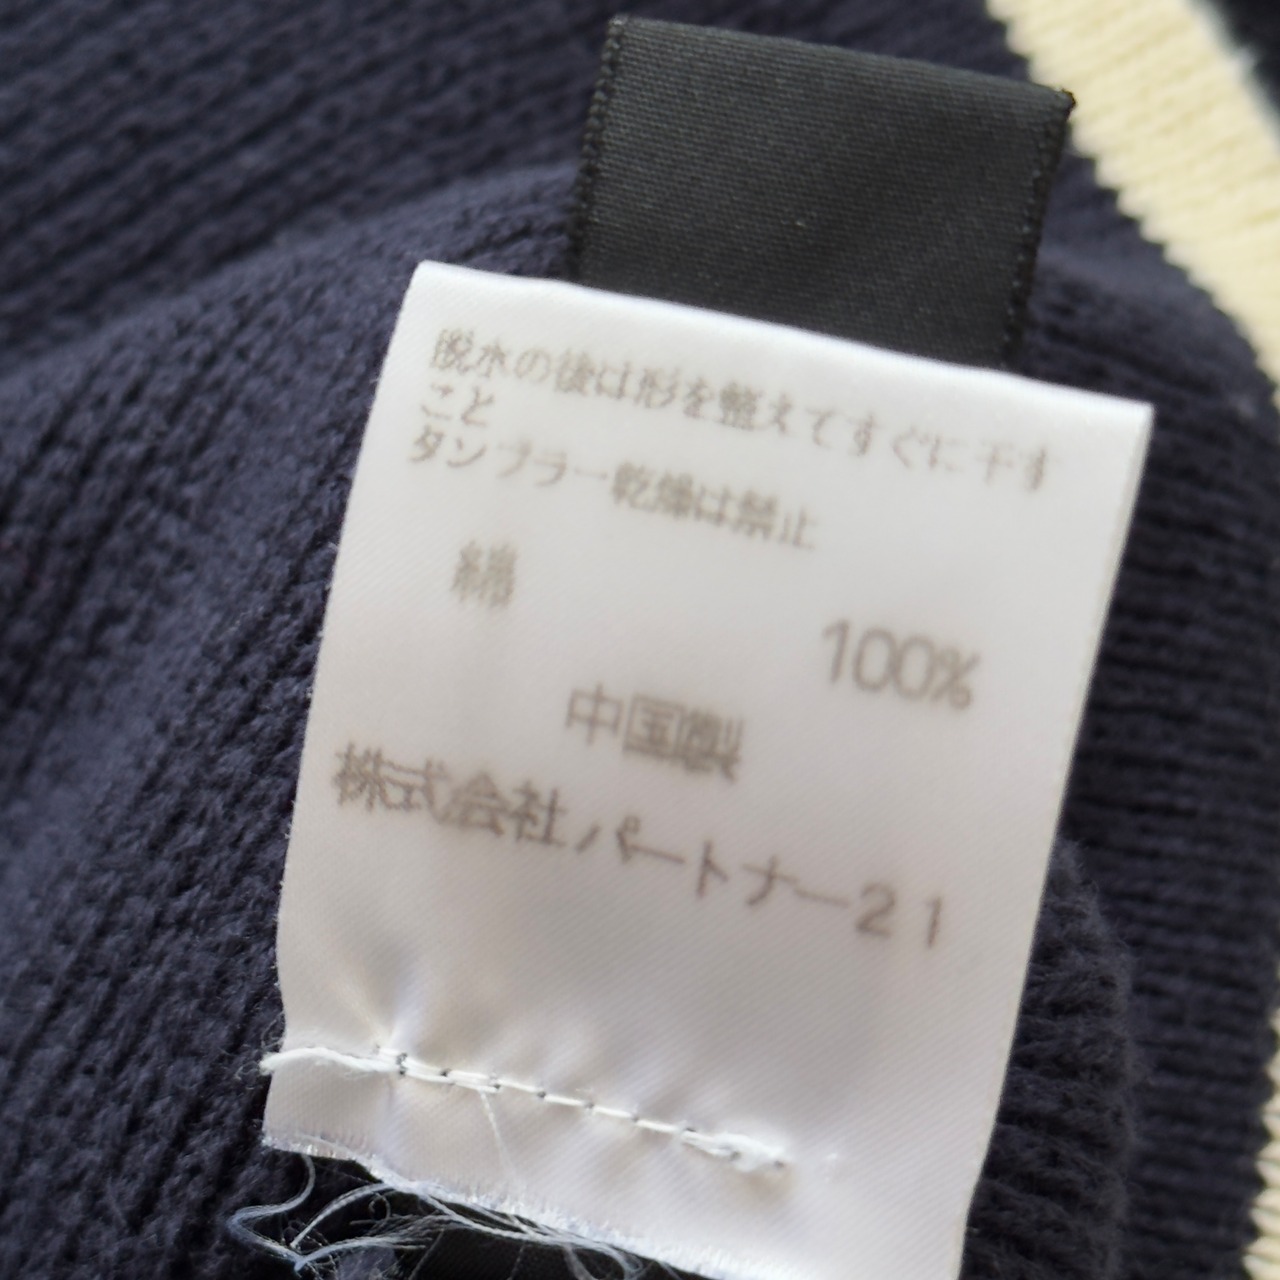 脱水の後は形を整えてすぐに干す
こと
タンブラー乾燥は禁止
綿
100%
中国製
株式会社パートナー21